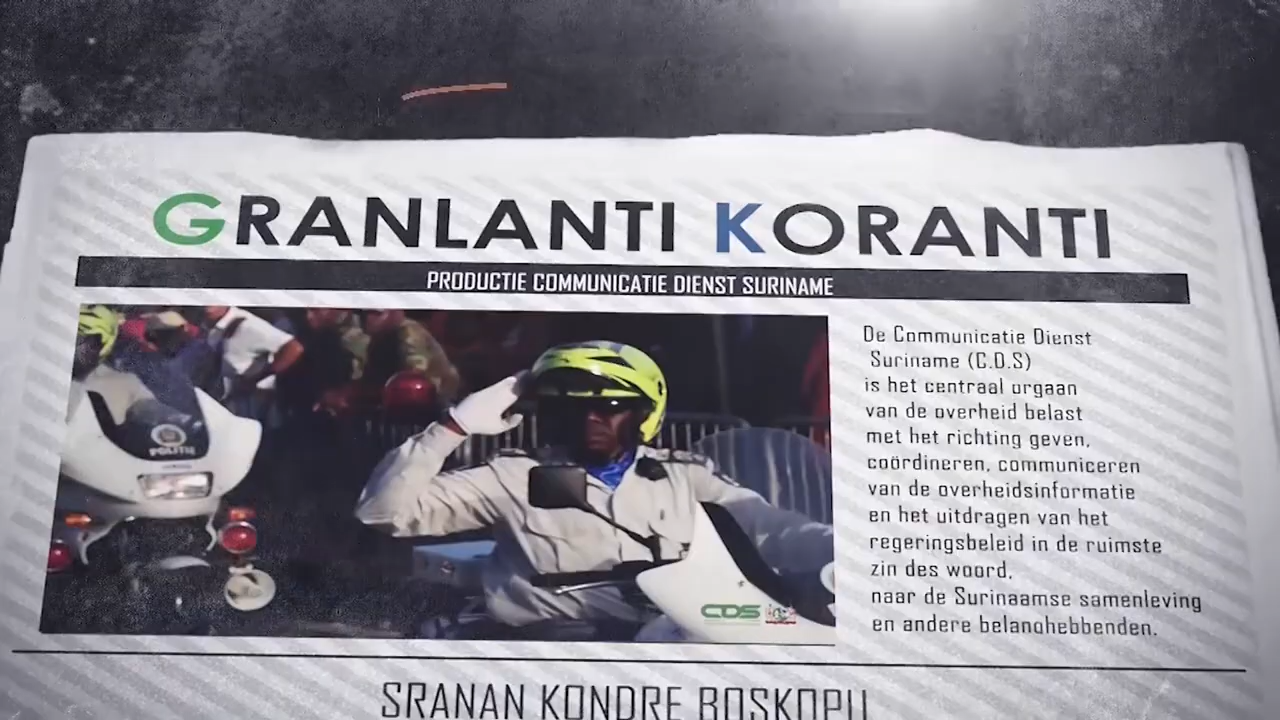 GRANLANTI KORANTI
PRODUCTIE COMMUNICATIE DIENST SURINAME
POLITIE
CDS
De Communicatie Dienst
Suriname (C.D.S)
is het centraal orgaan
van de overheid belast
met het richting geven,
coördineren, communiceren
van de overheidsinformatie
en het uitdragen van het
regeringsbeleid in de ruimste
zin des woord,
naar de Surinaamse samenleving
en andere belanghebbenden.
SRANAN KONDRE BOSKOPU